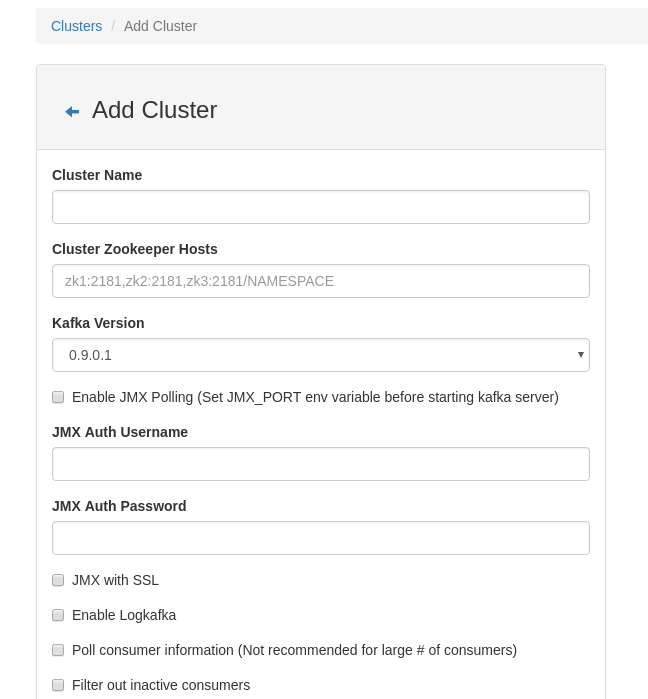 Clusters / Add Cluster
Add Cluster
Cluster Name
Cluster Zookeeper Hosts
zk1:2181,zk2:2181,zk3:2181/NAMESPACE
Kafka Version
0.9.0.1
Enable JMX Polling (Set JMX_PORT env variable before starting kafka server)
JMX Auth Username
JMX Auth Password
JMX with SSL
Enable Logkafka
Poll consumer information (Not recommended for large # of consumers)
Filter out inactive consumers